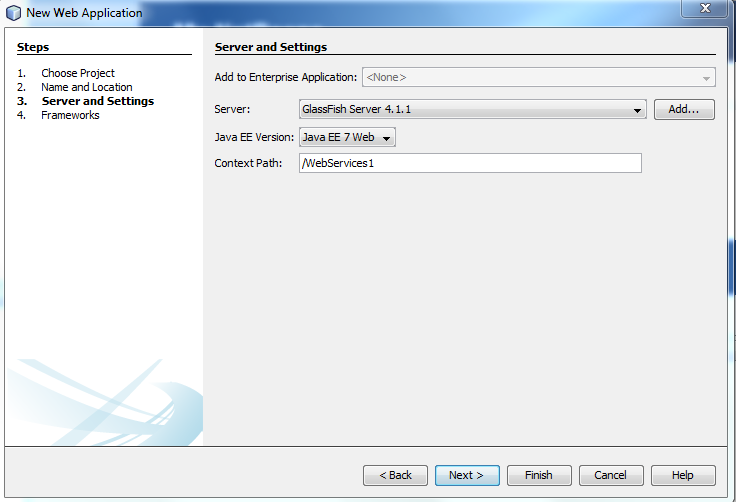 New Web Application
Steps
1. Choose Project
2. Name and Location
3. Server and Settings
4. Frameworks
Server and Settings
Add to Enterprise Application: <None>
Server: GlassFish Server 4.1.1 Add...
Java EE Version: Java EE 7 Web
Context Path: /WebServices1
< Back Next > Finish Cancel Help